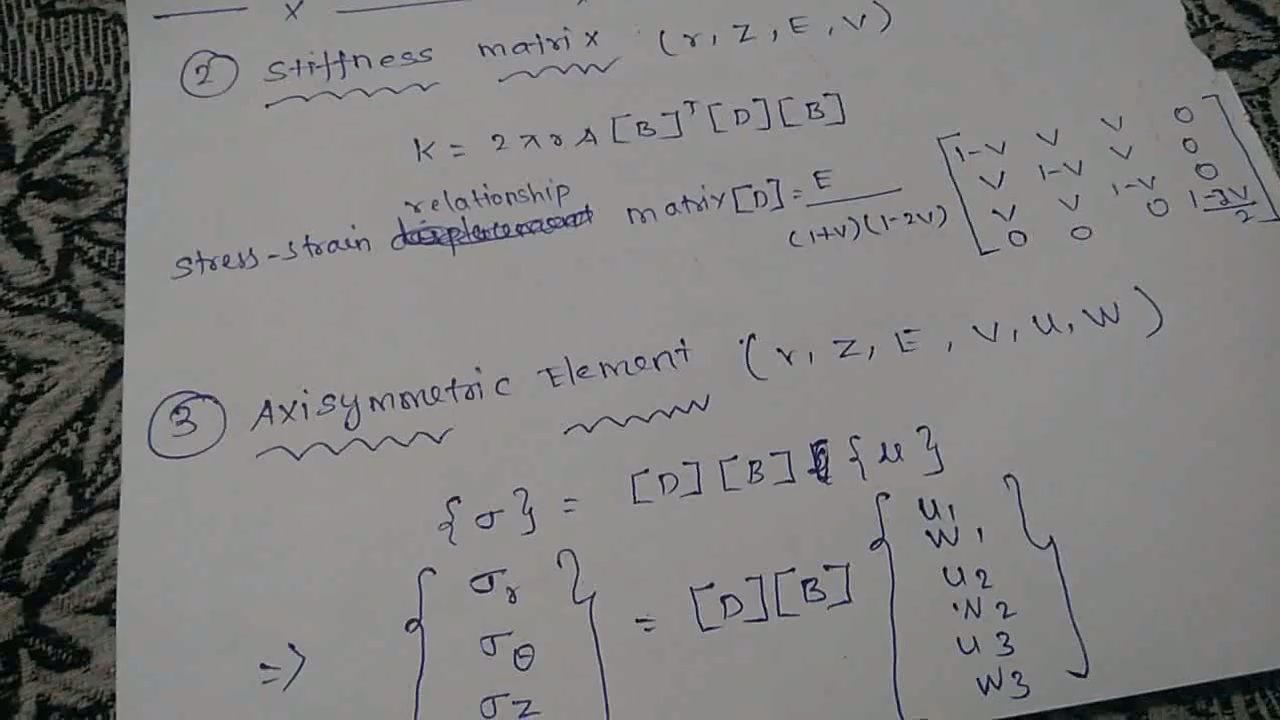 x
② Stiffness matrix (r, Z, E, V)
K = 2πrA [B]ᵀ [D] [B]
relationship
stress-strain displacement matrix [D] = E / (1+V)(1-2V) [1-V V V 0
V 1-V V 0
V V 1-V 0
0 0 0 1-2V/2]
③ Axisymmetric Element (r, Z, E, V, U, W)
{σ} = [D] [B] {u}
=> {σr σθ σz} = [D] [B] {u1
W1
u2
W2
u3
W3}